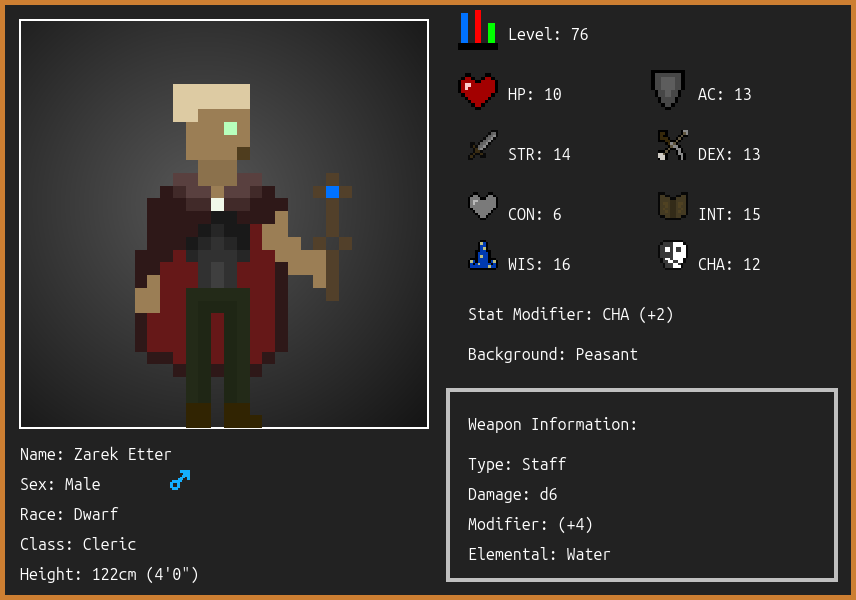 Level: 76
HP: 10
AC: 13
STR: 14
DEX: 13
CON: 6
INT: 15
WIS: 16
CHA: 12
Stat Modifier: CHA (+2)
Background: Peasant
Weapon Information:
Type: Staff
Damage: d6
Modifier: (+4)
Elemental: Water
Name: Zarek Etter
Sex: Male
Race: Dwarf
Class: Cleric
Height: 122cm (4'0")